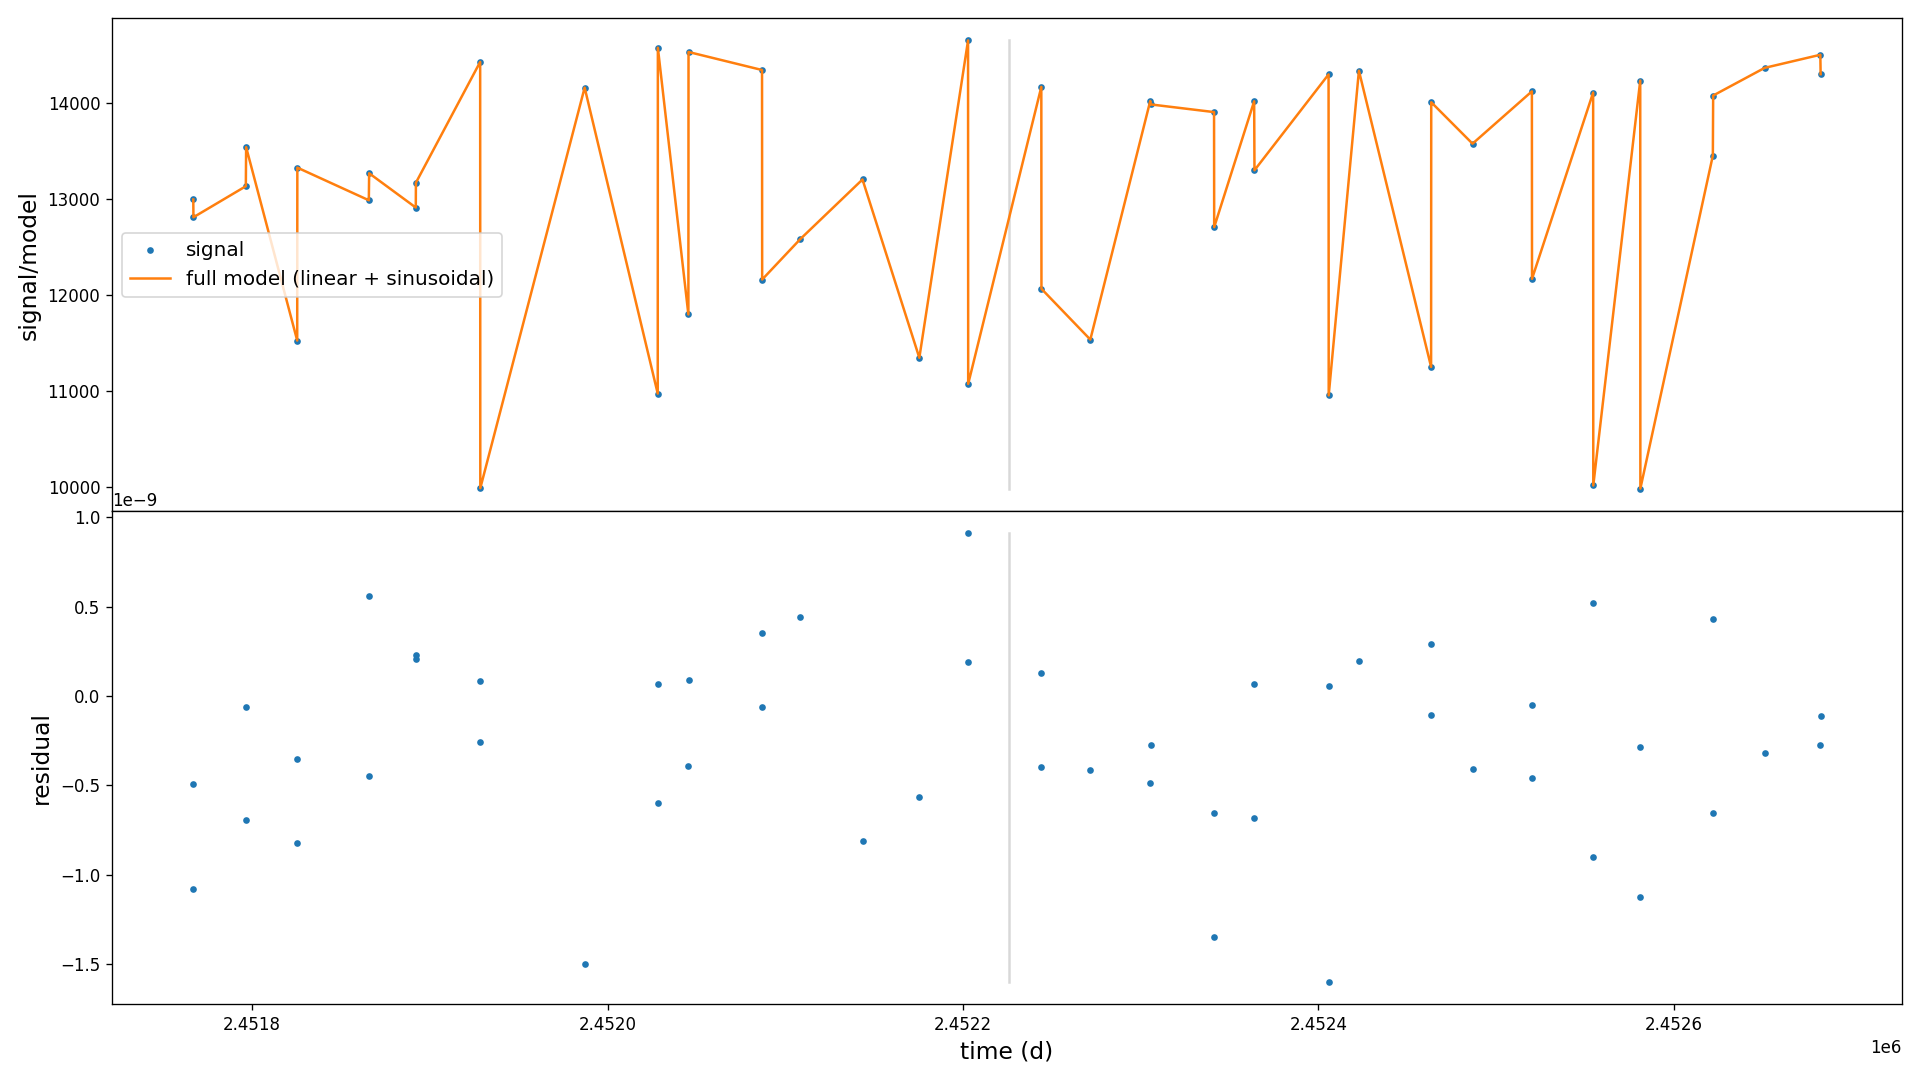 14000
13000
12000
11000
10000
signal/model
signal
full model (linear + sinusoidal)
1e−9
1.0
0.5
0.0
−0.5
−1.0
−1.5
residual
2.4518
2.4520
2.4522
2.4524
2.4526
time (d)
1e6